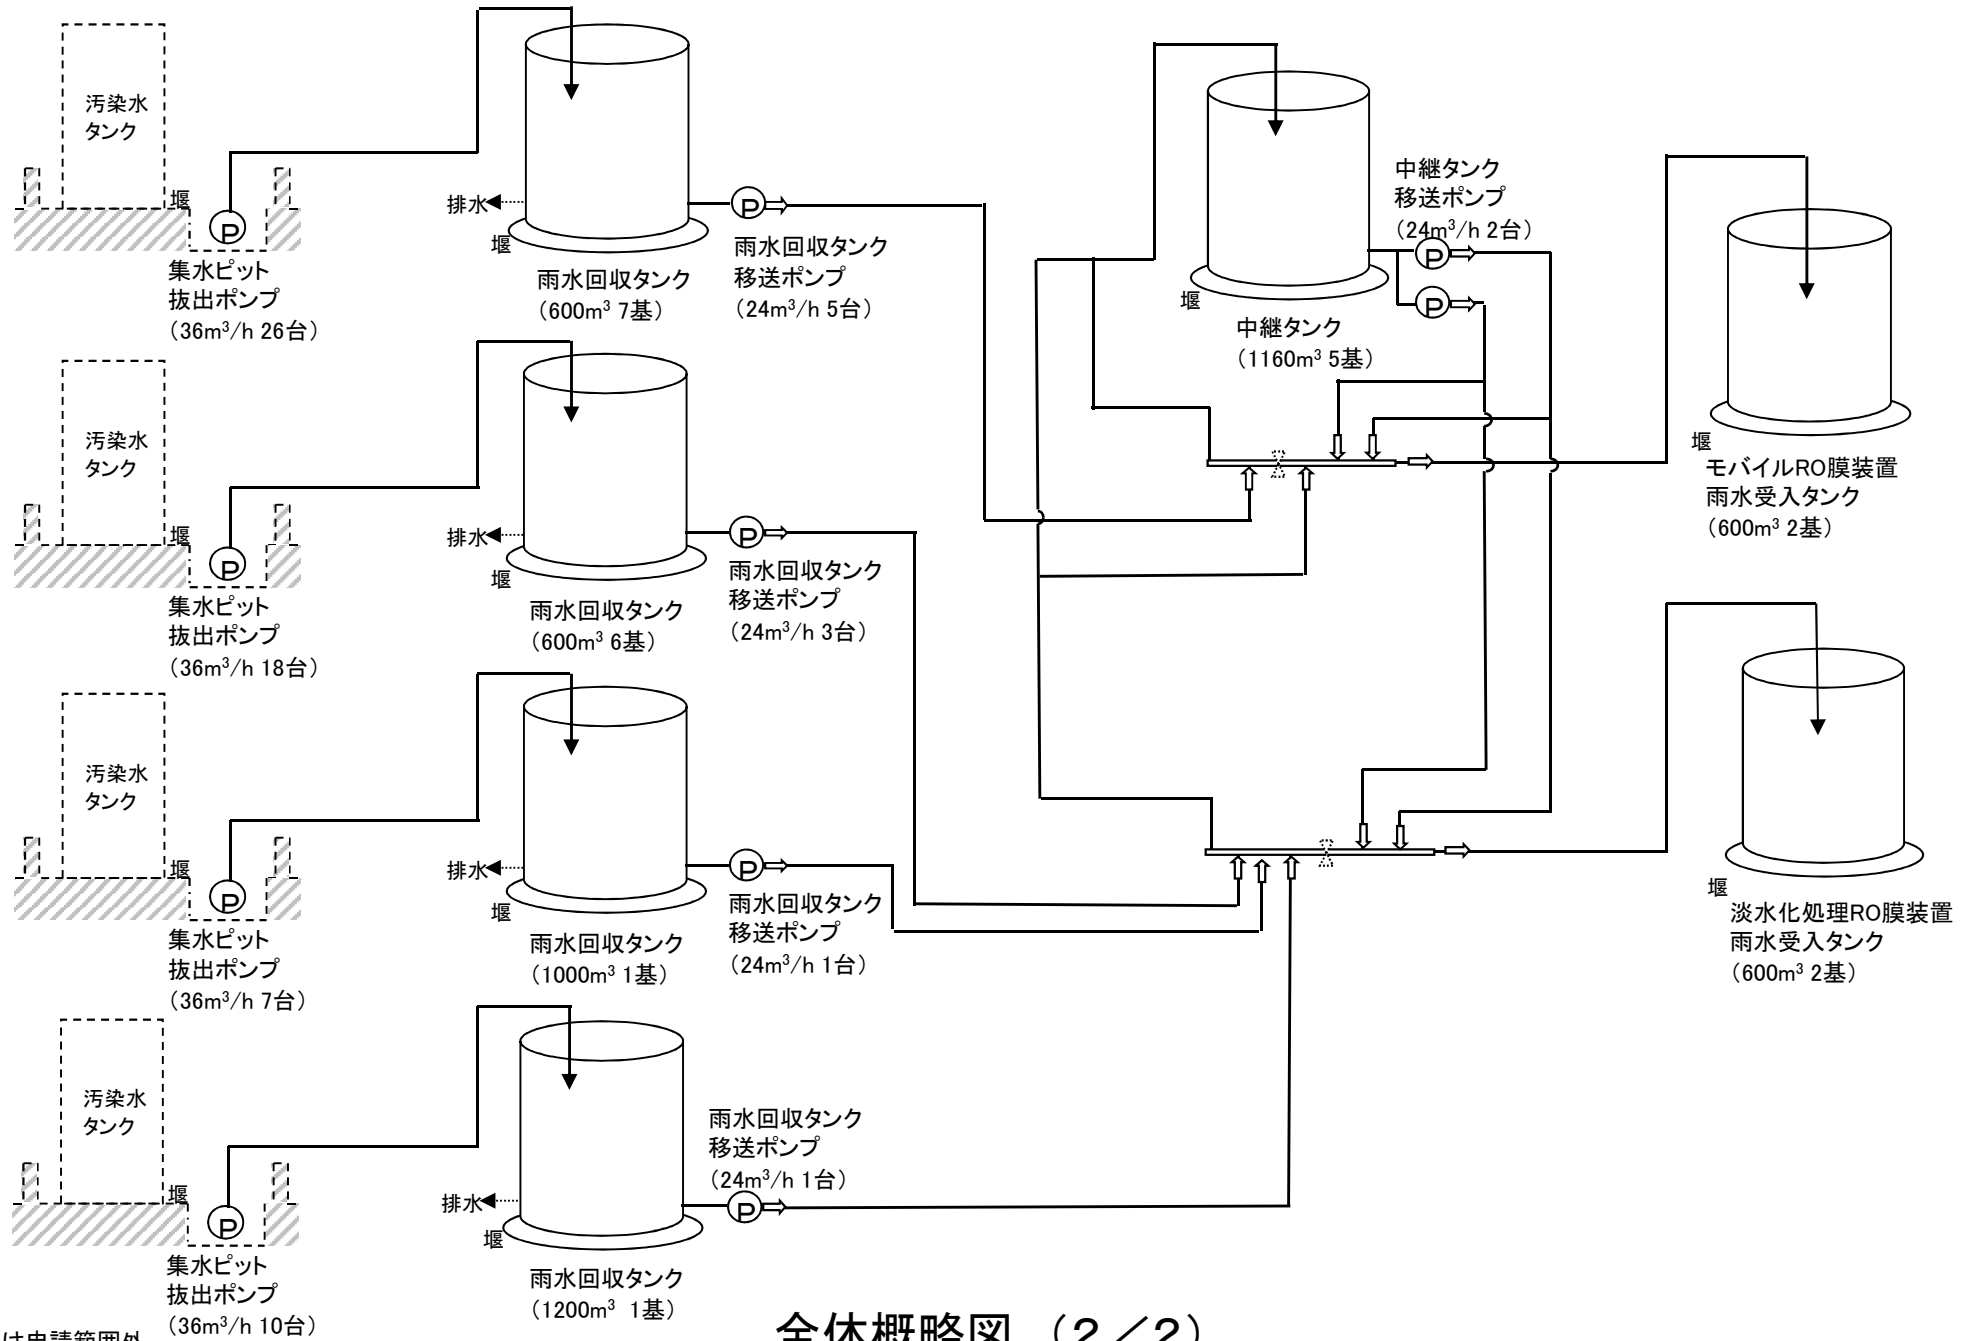 汚染水
タンク
堰
P
集水ピット
抜出ポンプ
（36m³/h 26台）
排水
堰
雨水回収タンク
（600m³ 7基）
P
雨水回収タンク
移送ポンプ
（24m³/h 5台）
汚染水
タンク
堰
P
集水ピット
抜出ポンプ
（36m³/h 18台）
排水
堰
雨水回収タンク
（600m³ 6基）
P
雨水回収タンク
移送ポンプ
（24m³/h 3台）
汚染水
タンク
堰
P
集水ピット
抜出ポンプ
（36m³/h 7台）
排水
堰
雨水回収タンク
（1000m³ 1基）
P
雨水回収タンク
移送ポンプ
（24m³/h 1台）
汚染水
タンク
堰
P
集水ピット
抜出ポンプ
（36m³/h 10台）
排水
堰
雨水回収タンク
（1200m³ 1基）
雨水回収タンク
移送ポンプ
（24m³/h 1台）
P
堰
中継タンク
（1160m³ 5基）
中継タンク
移送ポンプ
（24m³/h 2台）
P
P
堰
モバイルRO膜装置
雨水受入タンク
（600m³ 2基）
堰
淡水化処理RO膜装置
雨水受入タンク
（600m³ 2基）
は申請範囲外
全体概略図（２／２）